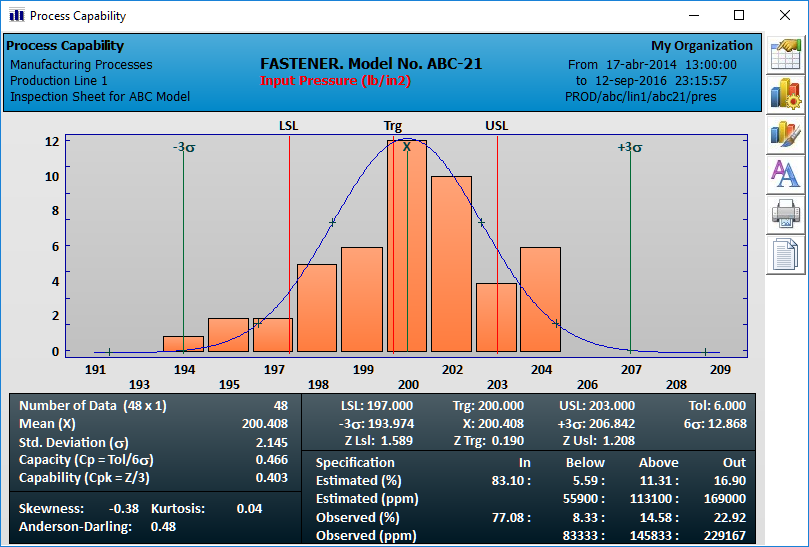 Process Capability
Process Capability
My Organization
Manufacturing Processes
FASTENER. Model No. ABC-21
From 17-abr-2014 13:00:00
Production Line 1
Input Pressure (lb/in2)
to 12-sep-2016 23:15:57
Inspection Sheet for ABC Model
PROD/abc/lin1/abc21/pres
LSL Trg USL
-3σ X +3σ
12
10
8
6
4
2
0
191 194 197 199 202 204 207 209
193 195 198 200 203 206 208
Number of Data (48 x 1) 48
Mean (X) 200.408
Std. Deviation (σ) 2.145
Capacity (Cp = Tol/6σ) 0.466
Capability (Cpk = Z/3) 0.403
Skewness: -0.38 Kurtosis: 0.04
Anderson-Darling: 0.48
LSL: 197.000 Trg: 200.000 USL: 203.000 Tol: 6.000
-3σ: 193.974 X: 200.408 +3σ: 206.842 6σ: 12.868
Z Lsl: 1.589 Z Trg: 0.190 Z Usl: 1.208
Specification In Below Above Out
Estimated (%) 83.10 : 5.59 : 11.31 : 16.90
Estimated (ppm) 55900 : 113100 : 169000
Observed (%) 77.08 : 8.33 : 14.58 : 22.92
Observed (ppm) 83333 : 145833 : 229167